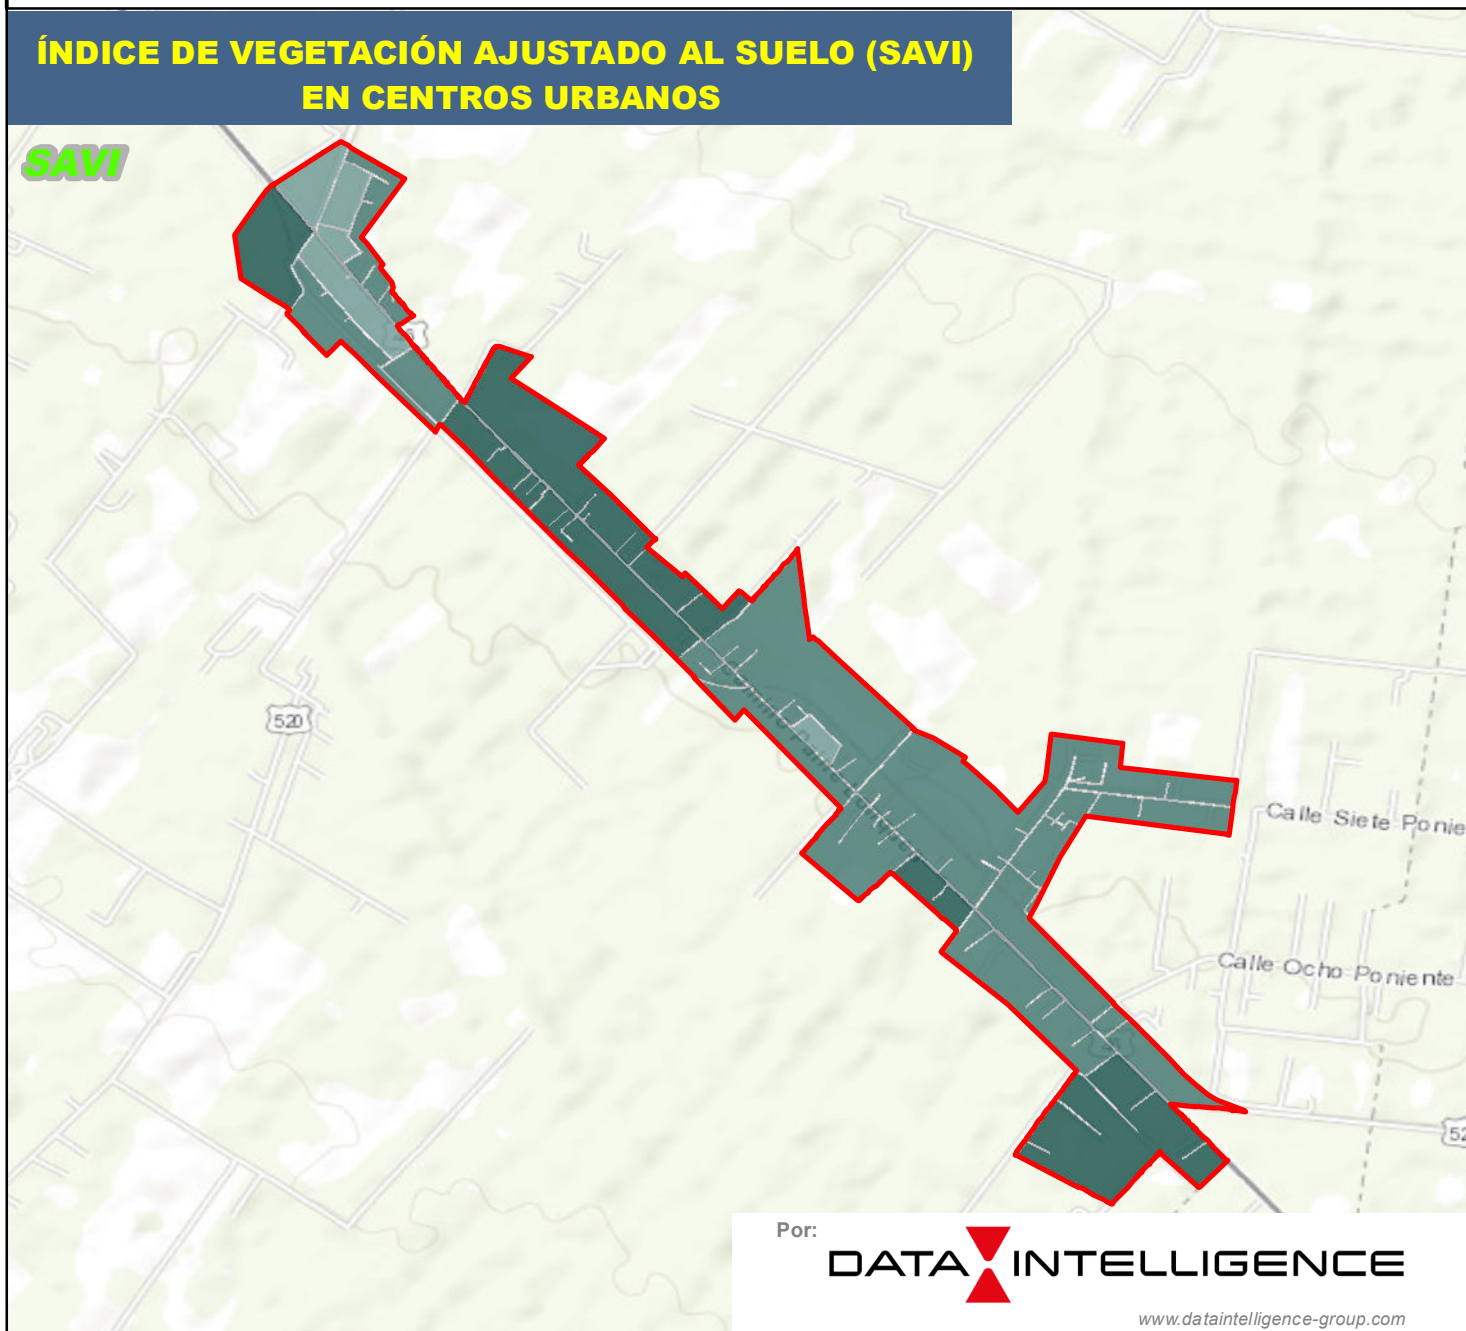 ÍNDICE DE VEGETACIÓN AJUSTADO AL SUELO (SAVI)
EN CENTROS URBANOS
SAVI
520
Calle Siete Ponie
Calle Ocho Poniente
52
Por:
DATA INTELLIGENCE
www.dataintelligence-group.com